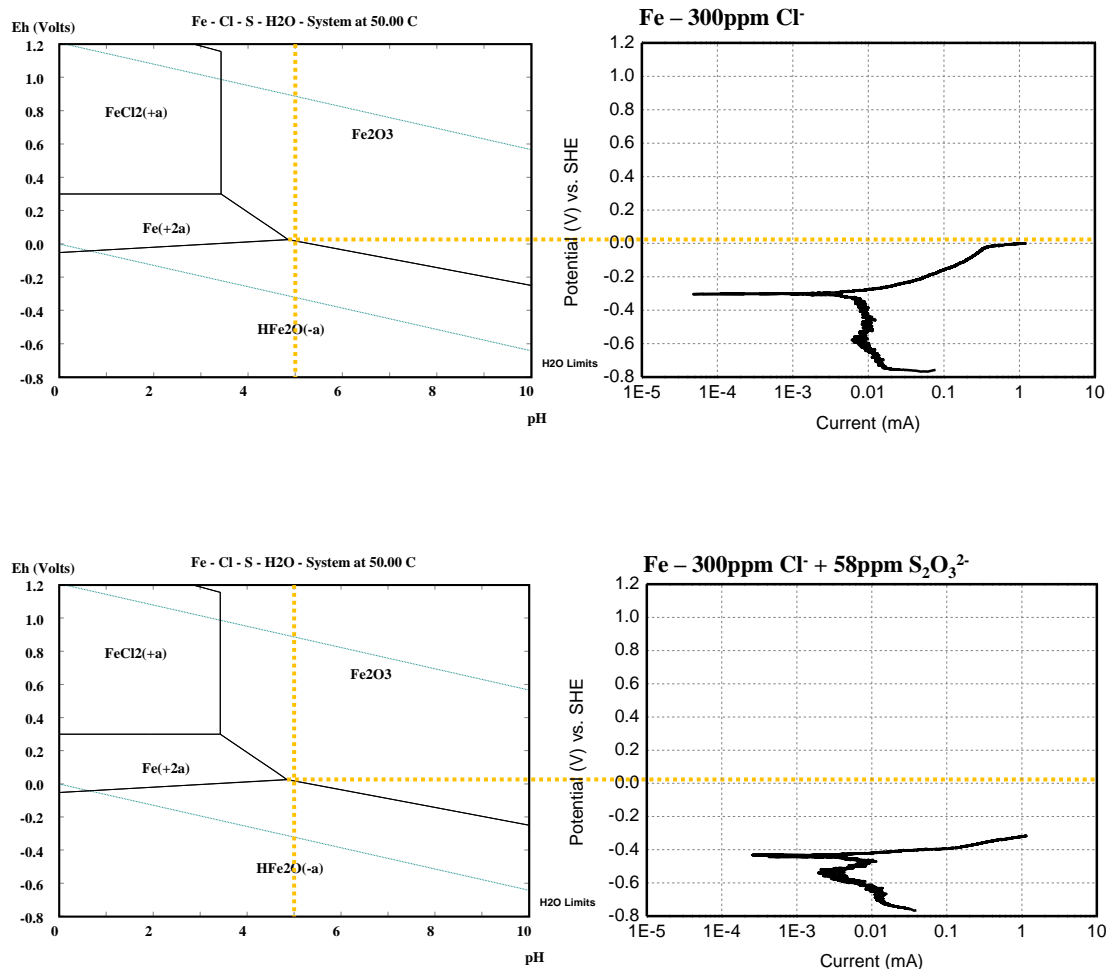 Fe - Cl - S - H2O - System at 50.00 C
Eh (Volts)
1.2
1.0
0.8
0.6
0.4
0.2
0.0
-0.2
-0.4
-0.6
-0.8
FeCl2(+a)
Fe2O3
Fe(+2a)
HFe2O(-a)
H2O Limits
0
2
4
6
8
10
pH
Fe – 300ppm Cl⁻
Potential (V) vs. SHE
1.2
1.0
0.8
0.6
0.4
0.2
0.0
-0.2
-0.4
-0.6
-0.8
1E-5
1E-4
1E-3
0.01
0.1
1
10
Current (mA)
Fe - Cl - S - H2O - System at 50.00 C
Eh (Volts)
1.2
1.0
0.8
0.6
0.4
0.2
0.0
-0.2
-0.4
-0.6
-0.8
FeCl2(+a)
Fe2O3
Fe(+2a)
HFe2O(-a)
H2O Limits
0
2
4
6
8
10
pH
Fe – 300ppm Cl⁻ + 58ppm S₂O₃²⁻
Potential (V) vs. SHE
1.2
1.0
0.8
0.6
0.4
0.2
0.0
-0.2
-0.4
-0.6
-0.8
1E-5
1E-4
1E-3
0.01
0.1
1
10
Current (mA)